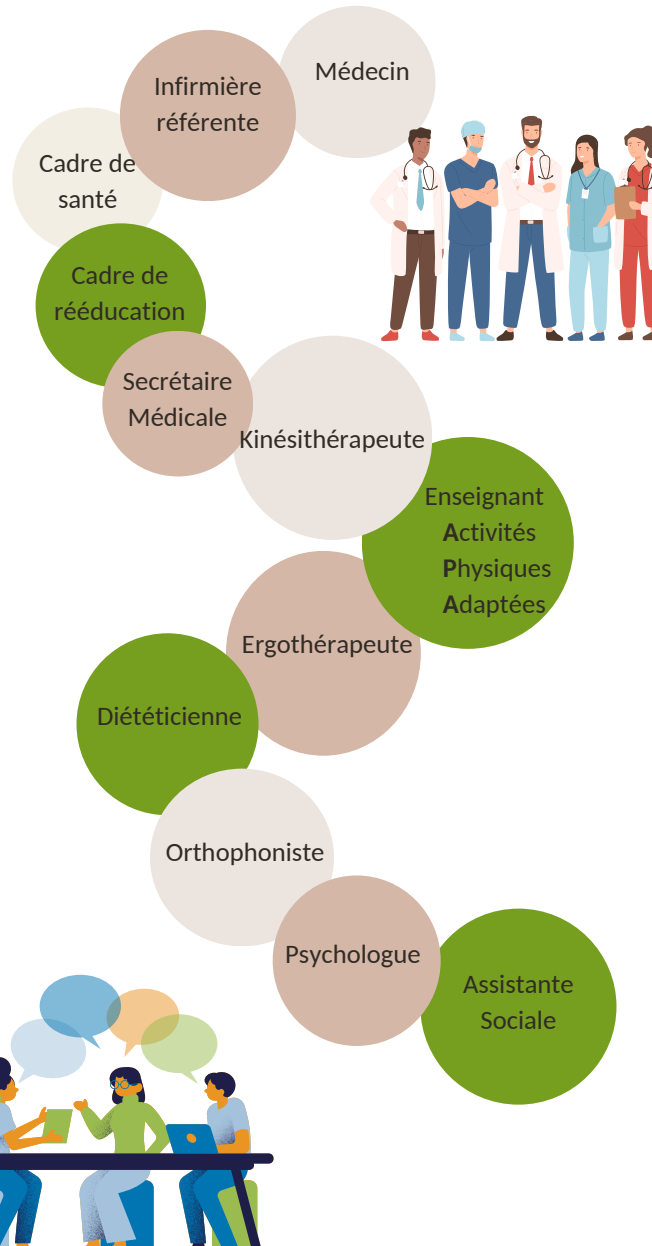 Médecin
Infirmière
référente
Cadre de
santé
Cadre de
rééducation
Secrétaire
Médicale
Kinésithérapeute
Enseignant
Activités
Physiques
Adaptées
Ergothérapeute
Diététicienne
Orthophoniste
Psychologue
Assistante
Sociale